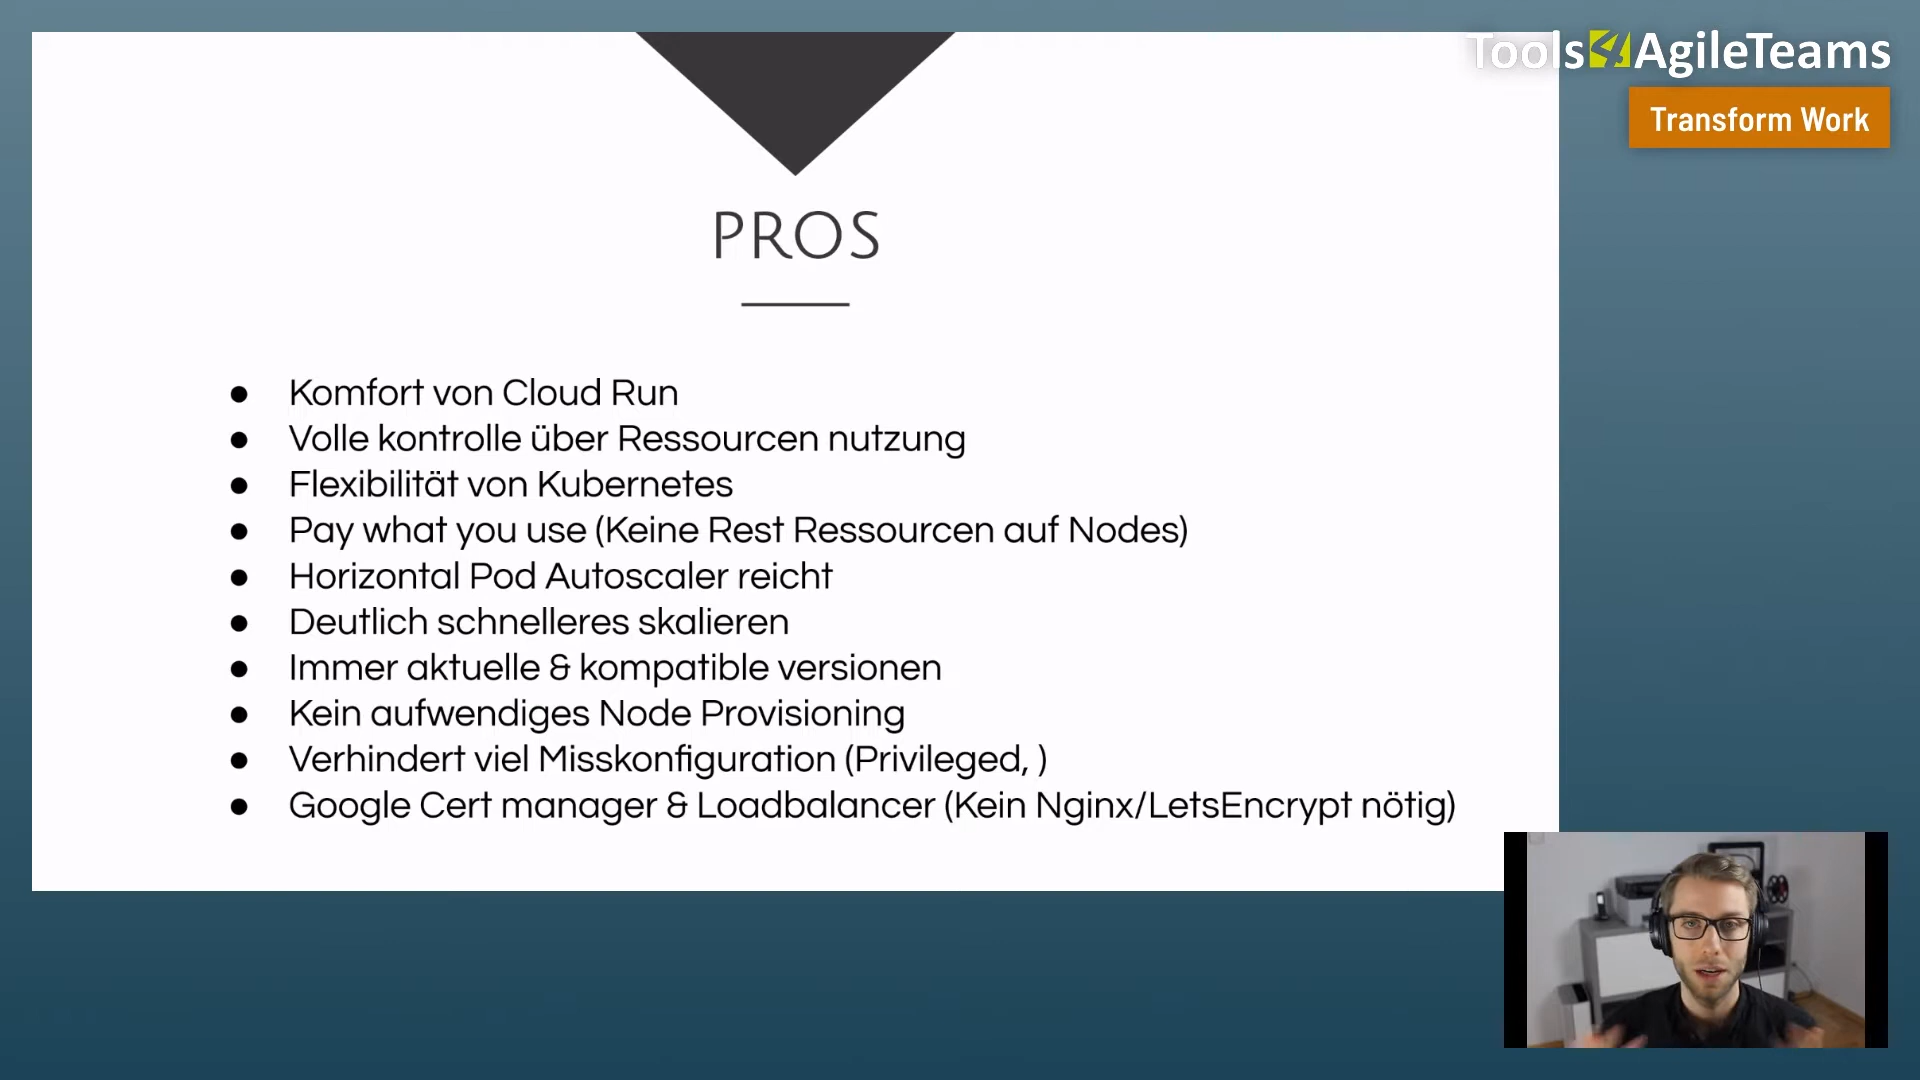 Tools4AgileTeams
Transform Work
PROS
● Komfort von Cloud Run
● Volle kontrolle über Ressourcen nutzung
● Flexibilität von Kubernetes
● Pay what you use (Keine Rest Ressourcen auf Nodes)
● Horizontal Pod Autoscaler reicht
● Deutlich schnelleres skalieren
● Immer aktuelle & kompatible versionen
● Kein aufwendiges Node Provisioning
● Verhindert viel Misskonfiguration (Privileged, )
● Google Cert manager & Loadbalancer (Kein Nginx/LetsEncrypt nötig)